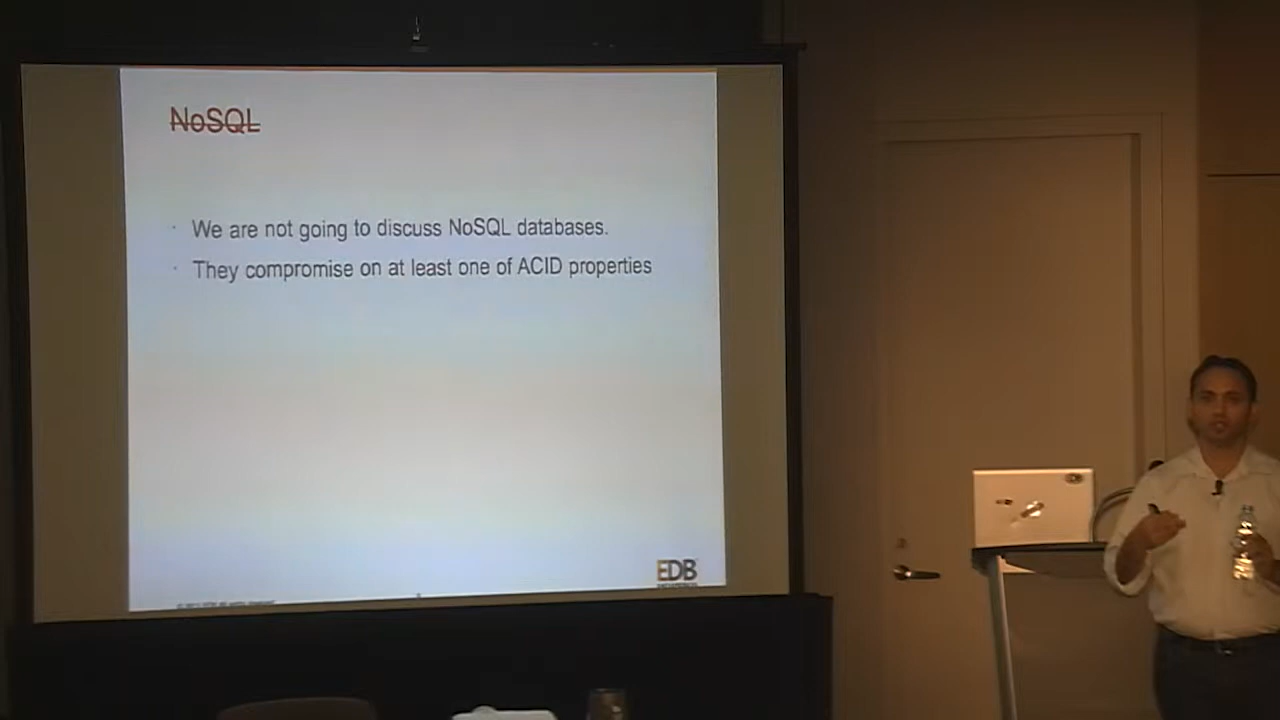 NoSQL
· We are not going to discuss NoSQL databases.
· They compromise on at least one of ACID properties
EDB